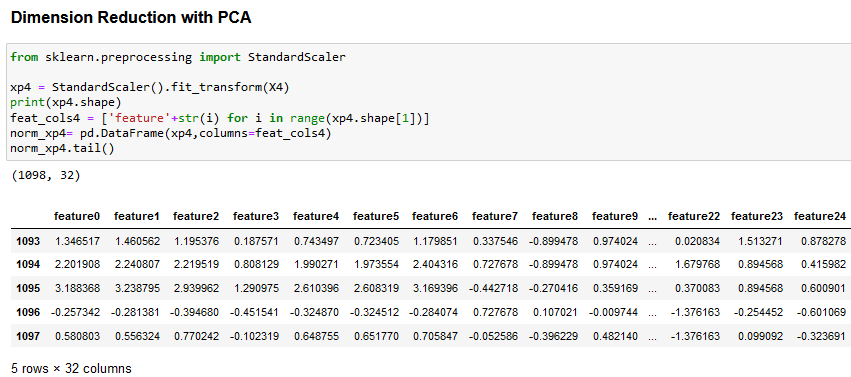 Dimension Reduction with PCA
from sklearn.preprocessing import StandardScaler
xp4 = StandardScaler().fit_transform(X4)
print(xp4.shape)
feat_cols4 = ['feature'+str(i) for i in range(xp4.shape[1])]
norm_xp4= pd.DataFrame(xp4,columns=feat_cols4)
norm_xp4.tail()
(1098, 32)
feature0 feature1 feature2 feature3 feature4 feature5 feature6 feature7 feature8 feature9 ... feature22 feature23 feature24
1093 1.346517 1.460562 1.195376 0.187571 0.743497 0.723405 1.179851 0.337546 -0.899478 0.974024 ... 0.020834 1.513271 0.878278
1094 2.201908 2.240807 2.219519 0.808129 1.990271 1.973554 2.404316 0.727678 -0.899478 0.974024 ... 1.679768 0.894568 0.415982
1095 3.188368 3.238795 2.939962 1.290975 2.610396 2.608319 3.169396 -0.442718 -0.270416 0.359169 ... 0.370083 0.894568 0.600901
1096 -0.257342 -0.281381 -0.394680 -0.451541 -0.324870 -0.324512 -0.284074 0.727678 0.107021 -0.009744 ... -1.376163 -0.254452 -0.601069
1097 0.580803 0.556324 0.770242 -0.102319 0.648755 0.651770 0.705847 -0.052586 -0.396229 0.482140 ... -1.376163 0.099092 -0.323691
5 rows × 32 columns